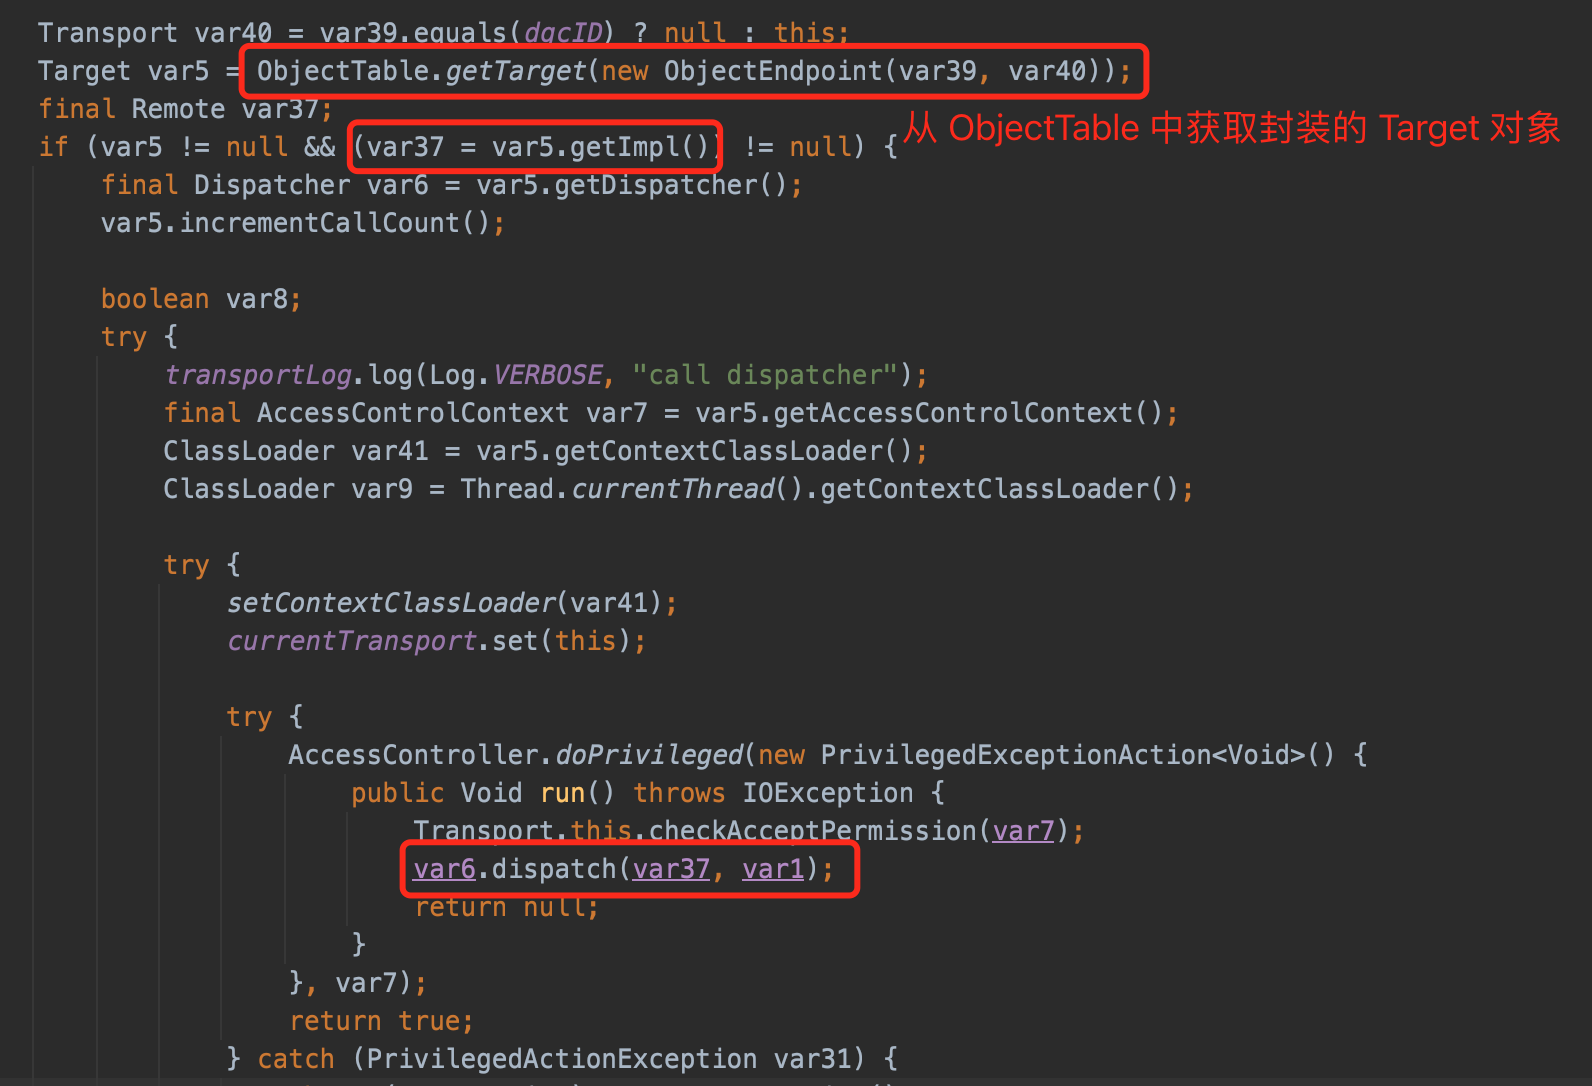 Transport var40 = var39.equals(dgcID) ? null : this;
Target var5 = ObjectTable.getTarget(new ObjectEndpoint(var39, var40));
final Remote var37;
从 ObjectTable 中获取封装的 Target 对象
if (var5 != null && (var37 = var5.getImpl()) != null) {
final Dispatcher var6 = var5.getDispatcher();
var5.incrementCallCount();
boolean var8;
try {
transportLog.log(Log.VERBOSE, "call dispatcher");
final AccessControlContext var7 = var5.getAccessControlContext();
ClassLoader var41 = var5.getContextClassLoader();
ClassLoader var9 = Thread.currentThread().getContextClassLoader();
try {
setContextClassLoader(var41);
currentTransport.set(this);
try {
AccessController.doPrivileged(new PrivilegedExceptionAction<Void>() {
public Void run() throws IOException {
Transport.this.checkAcceptPermission(var7);
var6.dispatch(var37, var1);
return null;
}
}, var7);
return true;
} catch (PrivilegedActionException var31) {